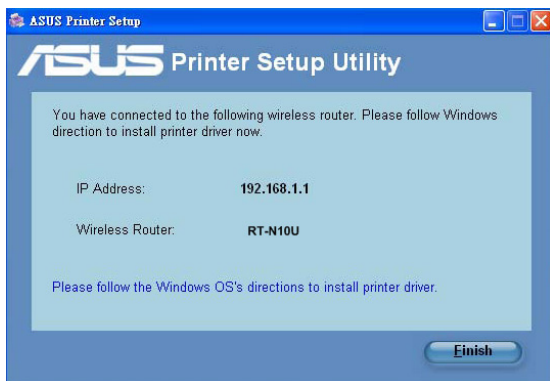 ASUS Printer Setup
ASUS Printer Setup Utility
You have connected to the following wireless router. Please follow Windows
direction to install printer driver now.
IP Address: 192.168.1.1
Wireless Router: RT-N10U
Please follow the Windows OS's directions to install printer driver.
Finish